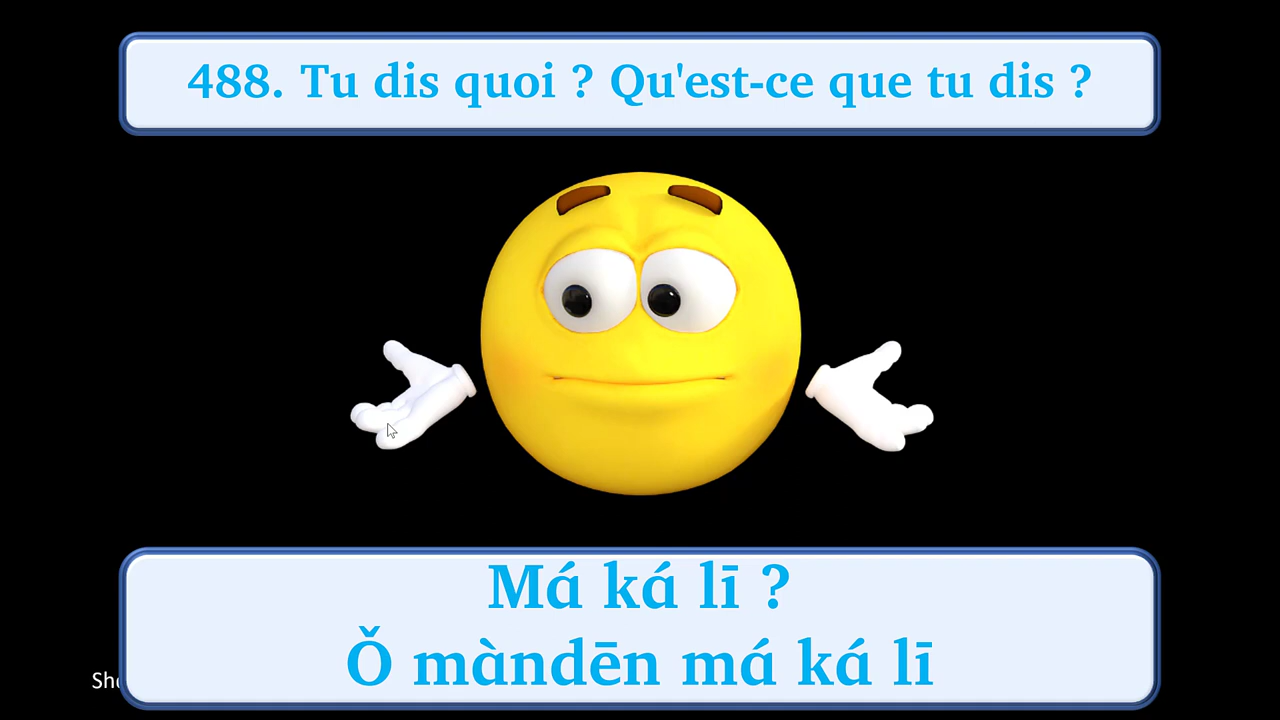 488. Tu dis quoi ? Qu'est-ce que tu dis ?
Má ká lī ?
Ǒ màndēn má ká lī